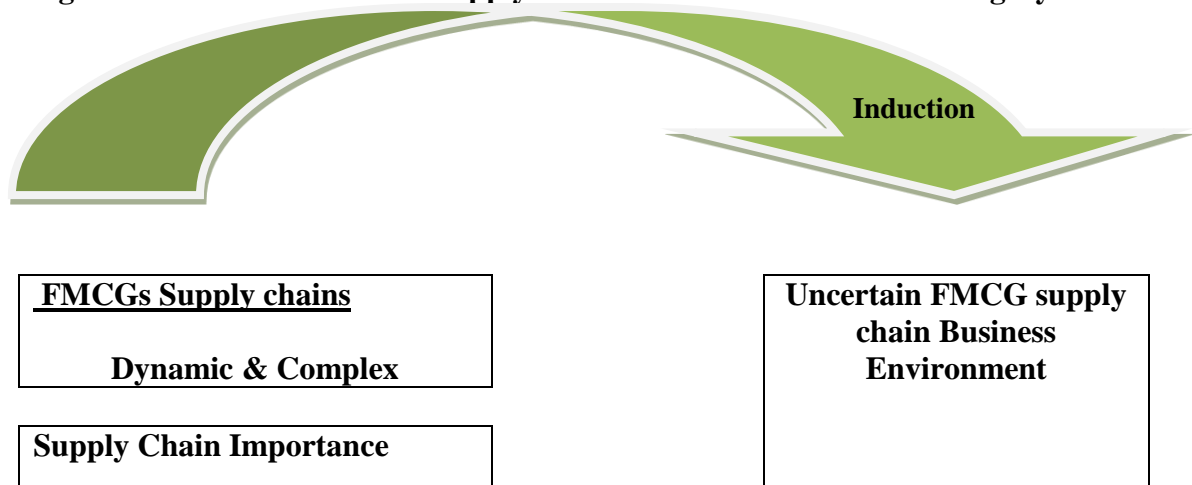 Induction
FMCGs Supply chains
Dynamic & Complex
Supply Chain Importance
Uncertain FMCG supply
chain Business
Environment